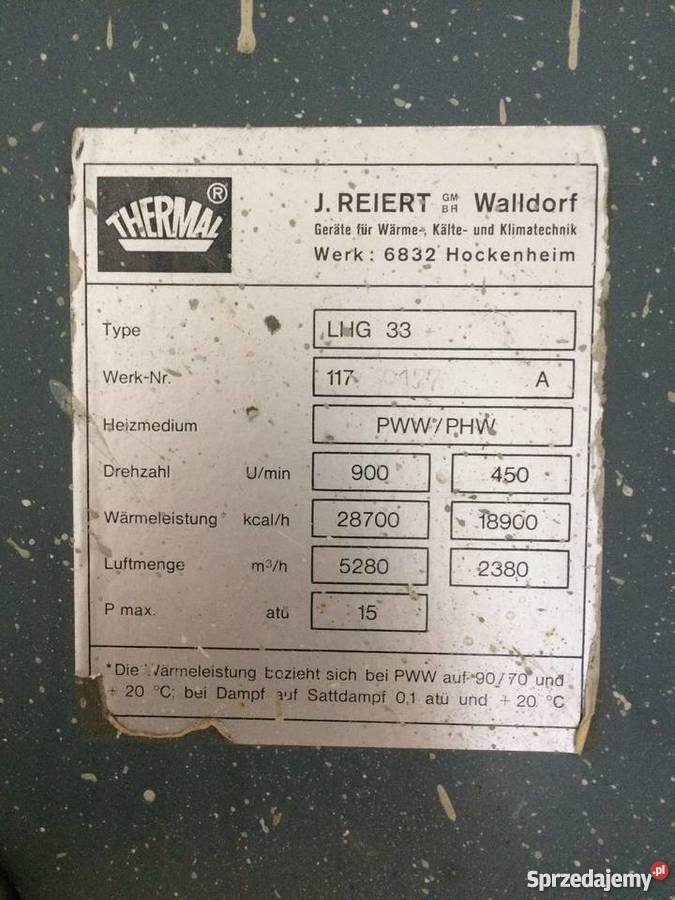 THERMAL ®
J. REIERT GM BH Walldorf
Geräte für Wärme-, Kälte- und Klimatechnik
Werk: 6832 Hockenheim
Type LHG 33
Werk-Nr. 117 A
Heizmedium PWW/PHW
Drehzahl U/min 900 450
Wärmeleistung* kcal/h 28700 18900
Luftmenge m³/h 5280 2380
P max. atü 15
*Die Wärmeleistung bezieht sich bei PWW auf 90/70 und
+ 20 °C; bei Dampf auf Sattdampf 0,1 atü und + 20 °C
Sprzedajemy.pl